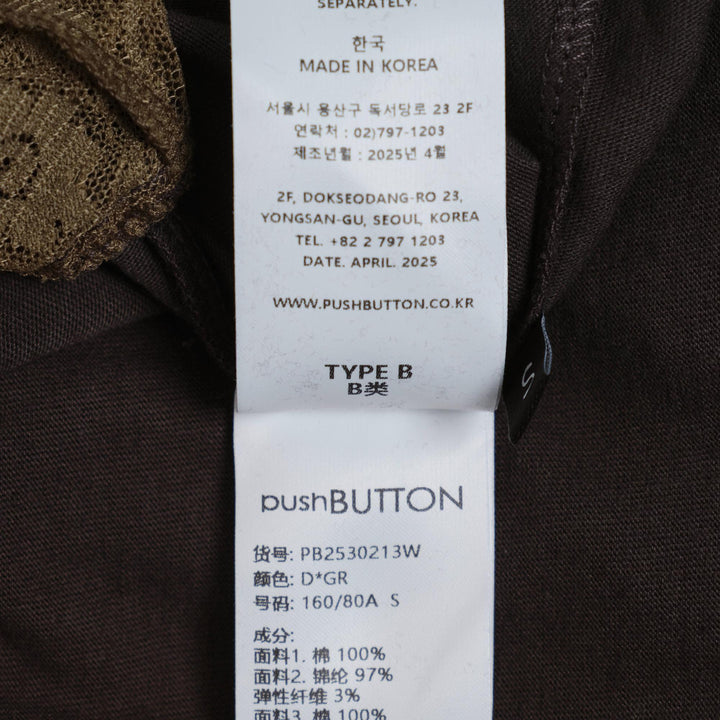 SEPARATELY.
한국
MADE IN KOREA
서울시 용산구 독서당로 23 2F
연락처 : 02)797-1203
제조년월 : 2025년 4월
2F, DOKSEODANG-RO 23,
YONGSAN-GU, SEOUL, KOREA
TEL. +82 2 797 1203
DATE. APRIL. 2025
WWW.PUSHBUTTON.CO.KR
TYPE B
B类
S
pushBUTTON
货号: PB2530213W
颜色: D*GR
号码: 160/80A S
成分:
面料1. 棉 100%
面料2. 锦纶 97%
弹性纤维 3%
面料3. 棉 100%